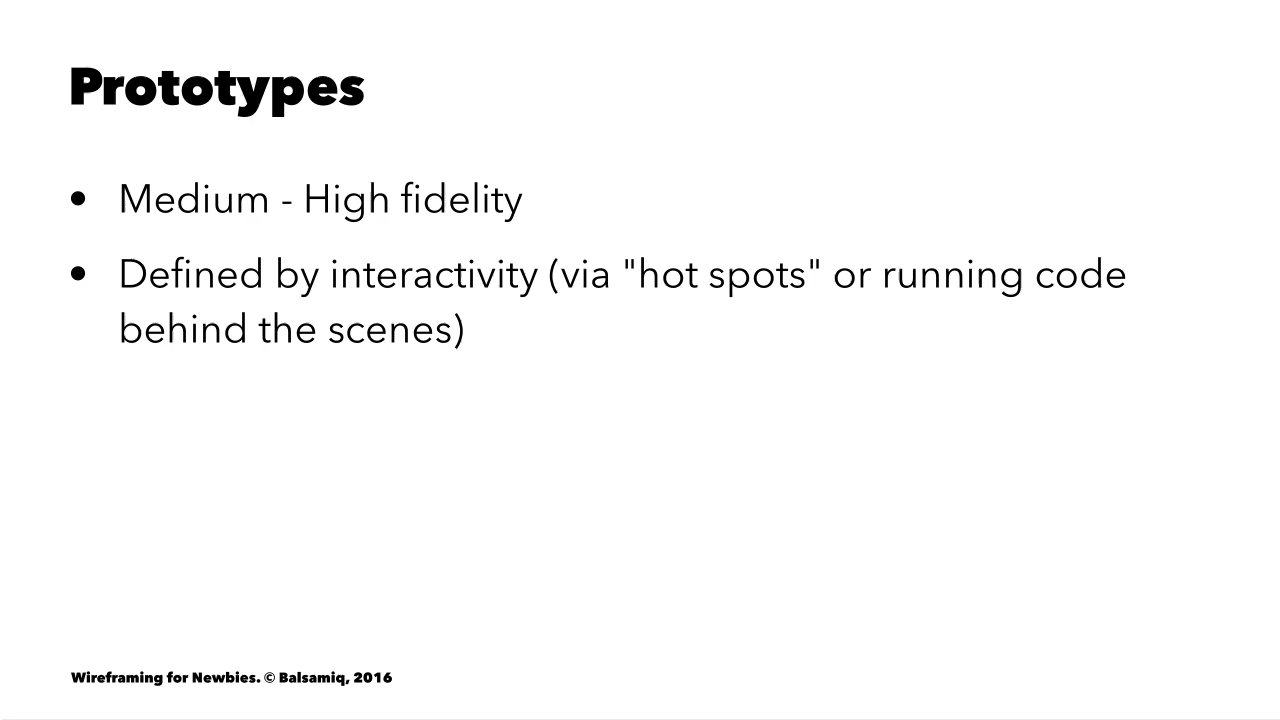 Prototypes
• Medium - High fidelity
• Defined by interactivity (via "hot spots" or running code
behind the scenes)
Wireframing for Newbies. © Balsamiq, 2016